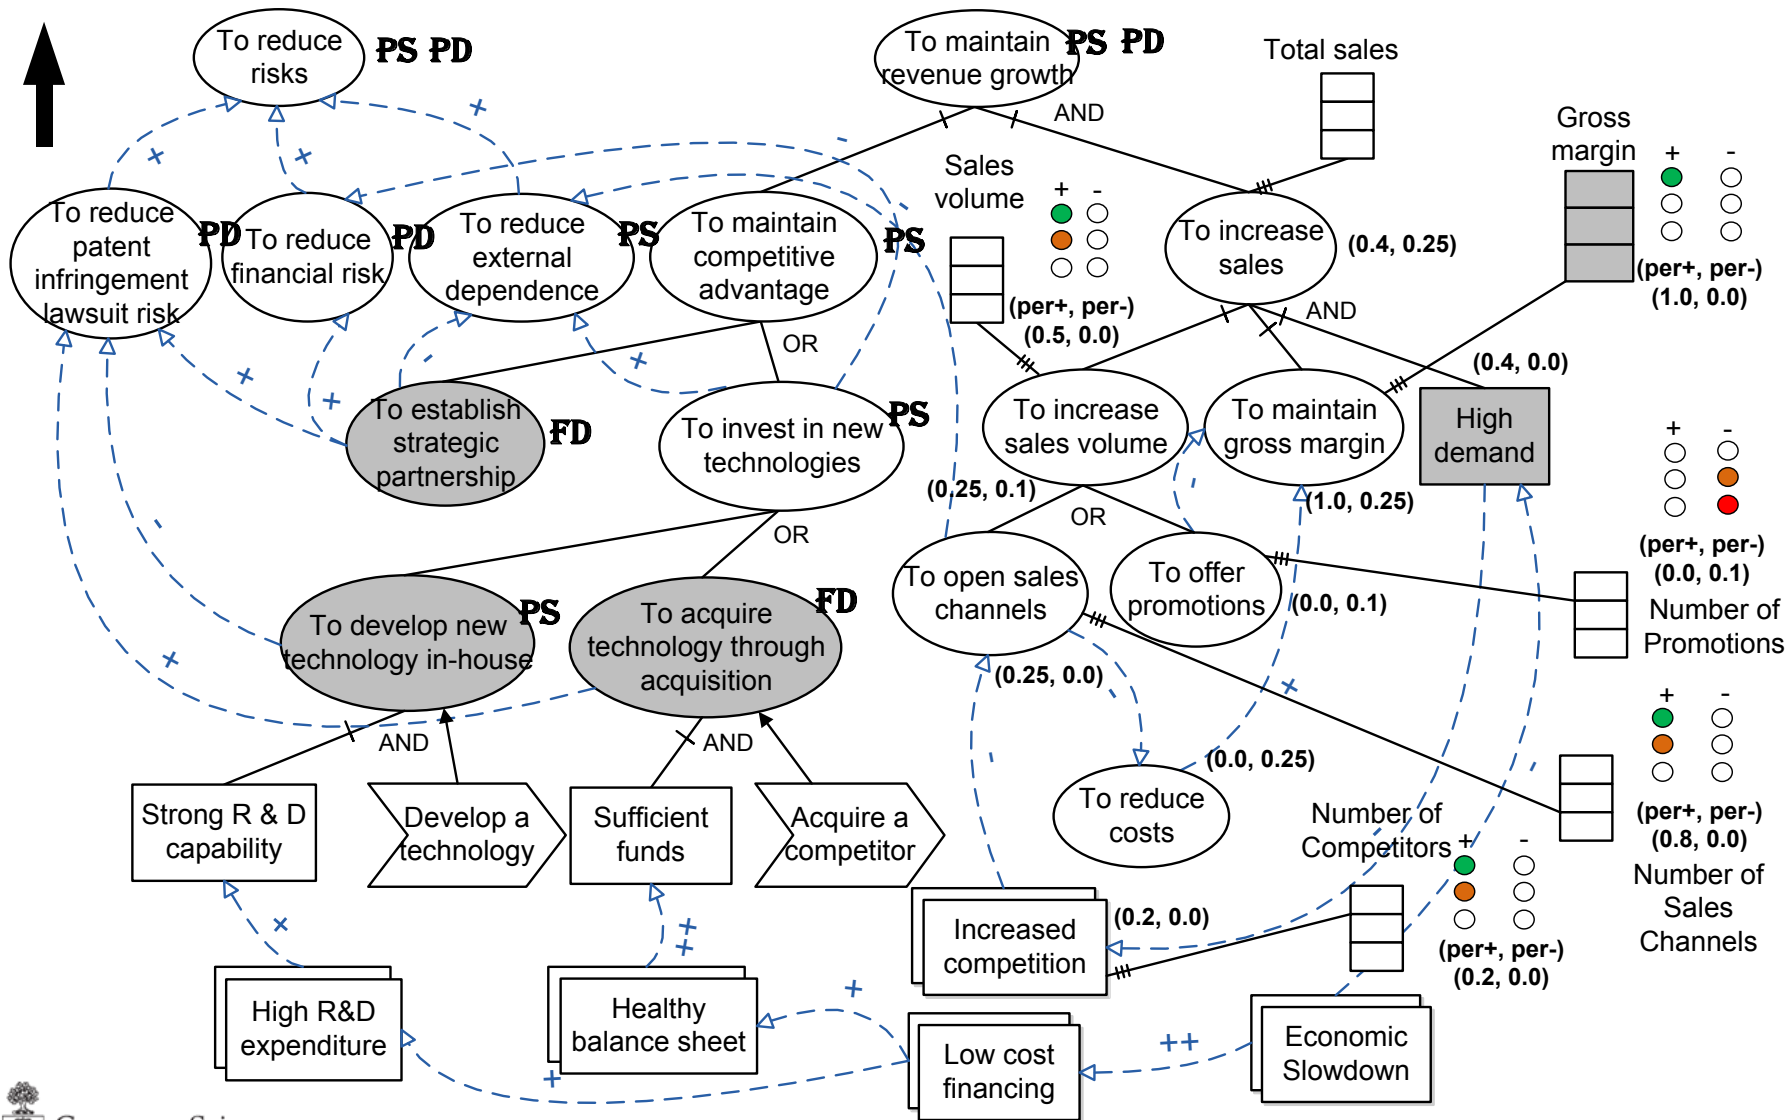 To reduce
risks
PS PD
To maintain
revenue growth
PS PD
AND
Total sales
Gross
margin
+ -
(per+, per-)
(1.0, 0.0)
+
+
+
-
-
Sales
volume
+ -
(per+, per-)
(0.5, 0.0)
To reduce
patent
infringement
lawsuit risk
PD
To reduce
financial risk
PD
To reduce
external
dependence
PS
To maintain
competitive
advantage
PS
To increase
sales
(0.4, 0.25)
AND
OR
+
+
-
+
To establish
strategic
partnership
FD
To invest in new
technologies
PS
OR
To increase
sales volume
(0.25, 0.1)
OR
To maintain
gross margin
(1.0, 0.25)
-
(0.4, 0.0)
High
demand
+ -
(per+, per-)
(0.0, 0.1)
Number of
Promotions
-
+
To develop new
technology in-house
PS
To acquire
technology through
acquisition
FD
To open sales
channels
(0.25, 0.0)
To offer
promotions
(0.0, 0.1)
+
-
-
+ -
(per+, per-)
(0.8, 0.0)
Number of
Sales
Channels
AND
AND
Strong R & D
capability
Develop a
technology
Sufficient
funds
Acquire a
competitor
To reduce
costs
(0.0, 0.25)
Number of
Competitors
+ -
(per+, per-)
(0.2, 0.0)
-
-
+
++
Increased
competition
(0.2, 0.0)
High R&D
expenditure
Healthy
balance sheet
+
+
Low cost
financing
++
Economic
Slowdown